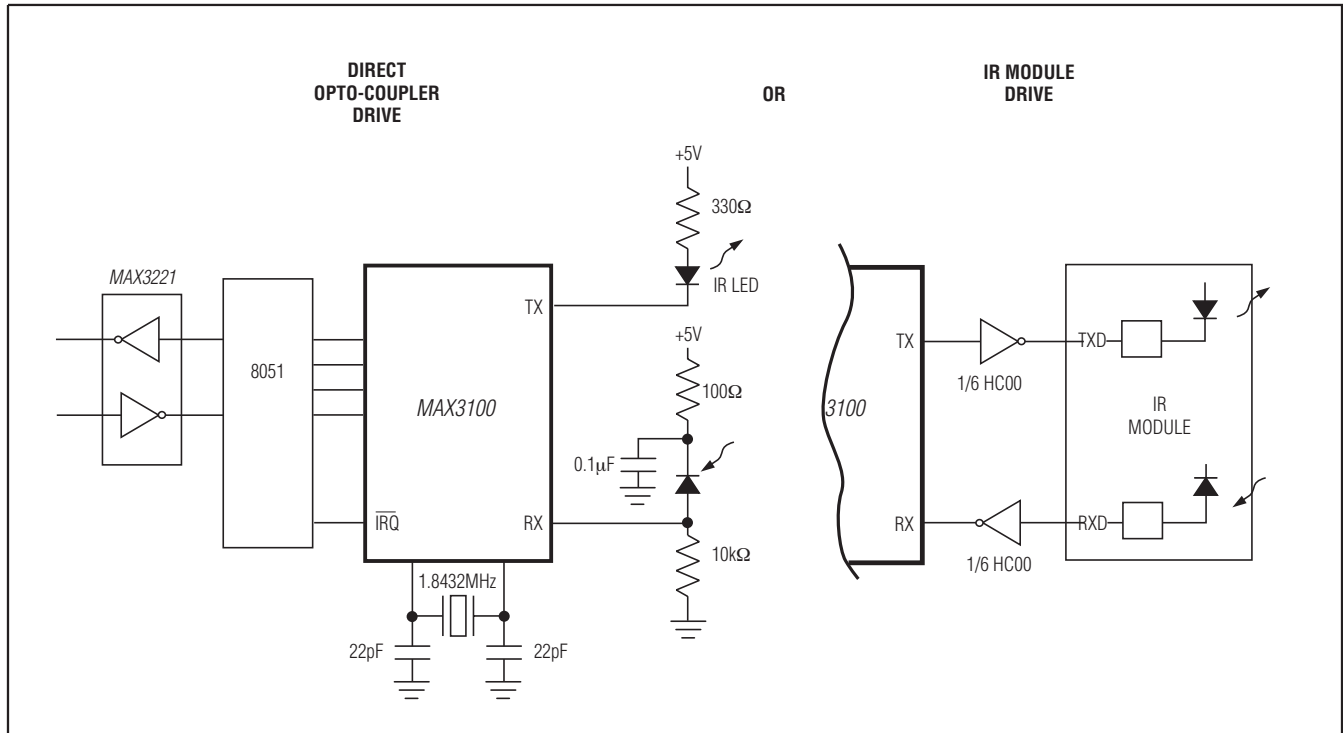 DIRECT
OPTO-COUPLER
DRIVE
OR
IR MODULE
DRIVE
+5V
330Ω
IR LED
MAX3221
8051
MAX3100
TX
IRQ
RX
+5V
100Ω
0.1μF
10kΩ
1.8432MHz
22pF
22pF
3100
TX
RX
1/6 HC00
1/6 HC00
TXD
RXD
IR
MODULE